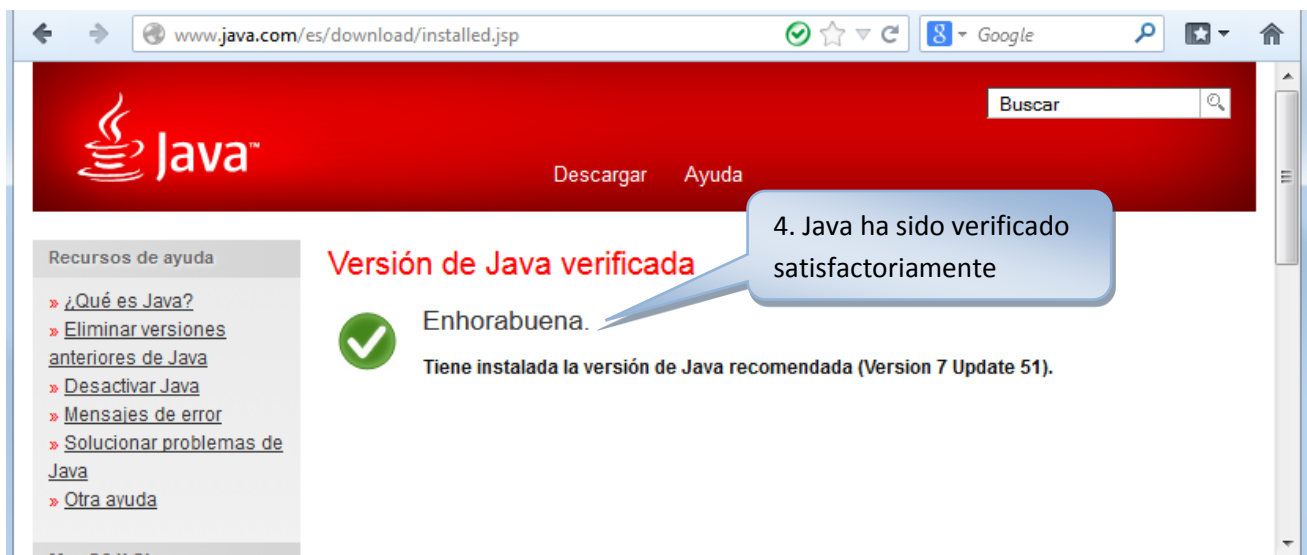 www.java.com/es/download/installed.jsp
8 Google
Buscar
Java™
Descargar Ayuda
4. Java ha sido verificado
satisfactoriamente
Recursos de ayuda
» ¿Qué es Java?
» Eliminar versiones
anteriores de Java
» Desactivar Java
» Mensajes de error
» Solucionar problemas de
Java
» Otra ayuda
Versión de Java verificada
Enhorabuena.
Tiene instalada la versión de Java recomendada (Version 7 Update 51).